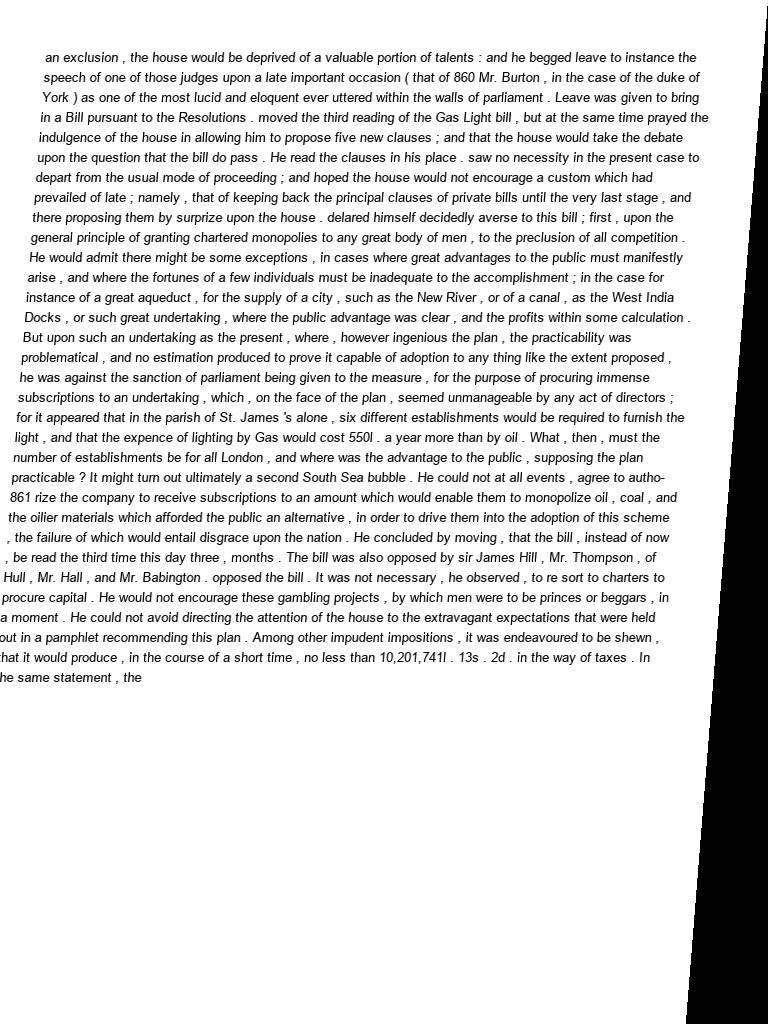 an exclusion , the house would be deprived of a valuable portion of talents : and he begged leave to instance the
speech of one of those judges upon a late important occasion ( that of 860 Mr. Burton , in the case of the duke of
York ) as one of the most lucid and eloquent ever uttered within the walls of parliament . Leave was given to bring
in a Bill pursuant to the Resolutions . moved the third reading of the Gas Light bill , but at the same time prayed the
indulgence of the house in allowing him to propose five new clauses ; and that the house would take the debate
upon the question that the bill do pass . He read the clauses in his place . saw no necessity in the present case to
depart from the usual mode of proceeding ; and hoped the house would not encourage a custom which had
prevailed of late ; namely , that of keeping back the principal clauses of private bills until the very last stage , and
there proposing them by surprize upon the house . delared himself decidedly averse to this bill ; first , upon the
general principle of granting chartered monopolies to any great body of men , to the preclusion of all competition .
He would admit there might be some exceptions , in cases where great advantages to the public must manifestly
arise , and where the fortunes of a few individuals must be inadequate to the accomplishment ; in the case for
instance of a great aqueduct , for the supply of a city , such as the New River , or of a canal , as the West India
Docks , or such great undertaking , where the public advantage was clear , and the profits within some calculation .
But upon such an undertaking as the present , where , however ingenious the plan , the practicability was
problematical , and no estimation produced to prove it capable of adoption to any thing like the extent proposed ,
he was against the sanction of parliament being given to the measure , for the purpose of procuring immense
subscriptions to an undertaking , which , on the face of the plan , seemed unmanageable by any act of directors ;
for it appeared that in the parish of St. James 's alone , six different establishments would be required to furnish the
light , and that the expence of lighting by Gas would cost 550l . a year more than by oil . What , then , must the
number of establishments be for all London , and where was the advantage to the public , supposing the plan
practicable ? It might turn out ultimately a second South Sea bubble . He could not at all events , agree to autho-
861 rize the company to receive subscriptions to an amount which would enable them to monopolize oil , coal , and
the oilier materials which afforded the public an alternative , in order to drive them into the adoption of this scheme
, the failure of which would entail disgrace upon the nation . He concluded by moving , that the bill , instead of now
, be read the third time this day three , months . The bill was also opposed by sir James Hill , Mr. Thompson , of
Hull , Mr. Hall , and Mr. Babington . opposed the bill . It was not necessary , he observed , to re sort to charters to
procure capital . He would not encourage these gambling projects , by which men were to be princes or beggars , in
a moment . He could not avoid directing the attention of the house to the extravagant expectations that were held
out in a pamphlet recommending this plan . Among other impudent impositions , it was endeavoured to be shewn ,
that it would produce , in the course of a short time , no less than 10,201,741l . 13s . 2d . in the way of taxes . In
he same statement , the